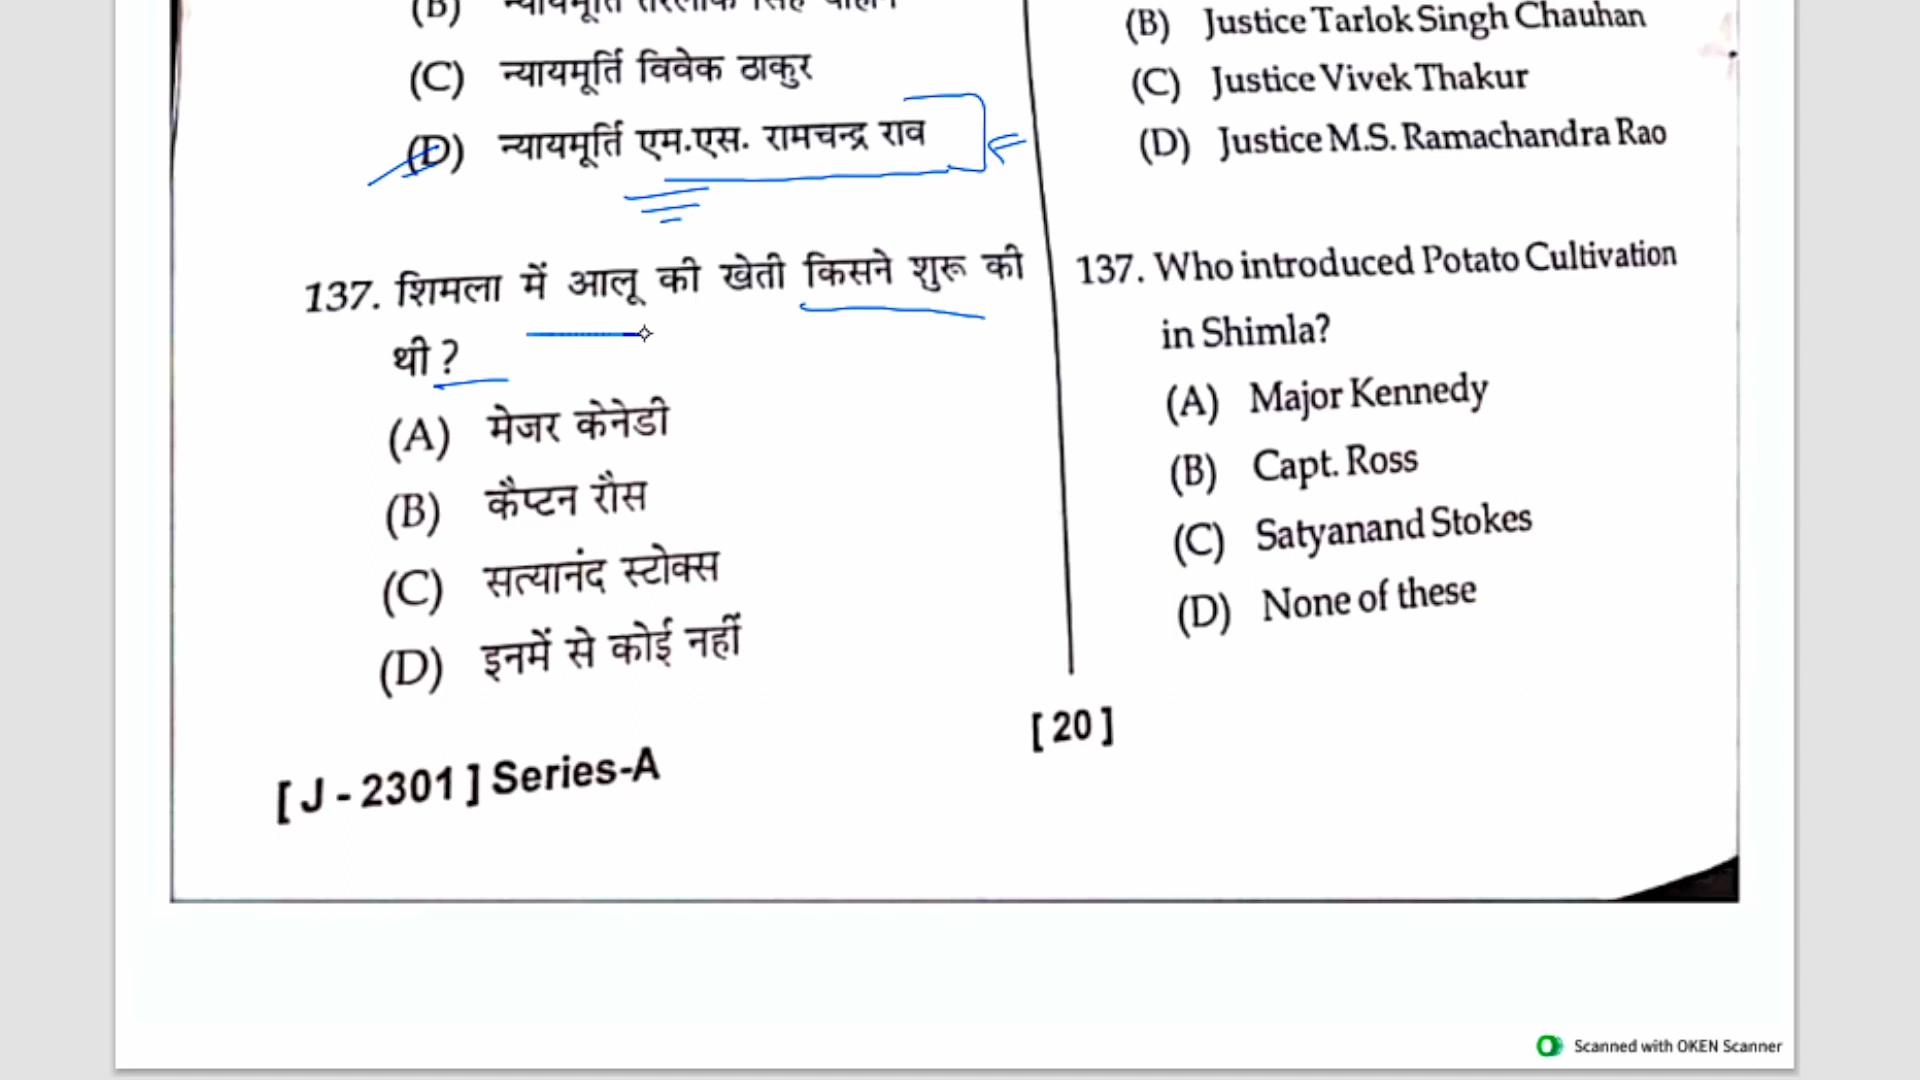 (B) न्यायमूर्ति तरलोक सिंह चौहान
(C) न्यायमूर्ति विवेक ठाकुर
(D) न्यायमूर्ति एम.एस. रामचन्द्र राव
137. शिमला में आलू की खेती किसने शुरू की
थी ?
(A) मेजर केनेडी
(B) कैप्टन रौस
(C) सत्यानंद स्टोक्स
(D) इनमें से कोई नहीं
[ J - 2301 ] Series-A
(B) Justice Tarlok Singh Chauhan
(C) Justice Vivek Thakur
(D) Justice M.S. Ramachandra Rao
137. Who introduced Potato Cultivation
in Shimla?
(A) Major Kennedy
(B) Capt. Ross
(C) Satyanand Stokes
(D) None of these
[ 20 ]
Scanned with OKEN Scanner